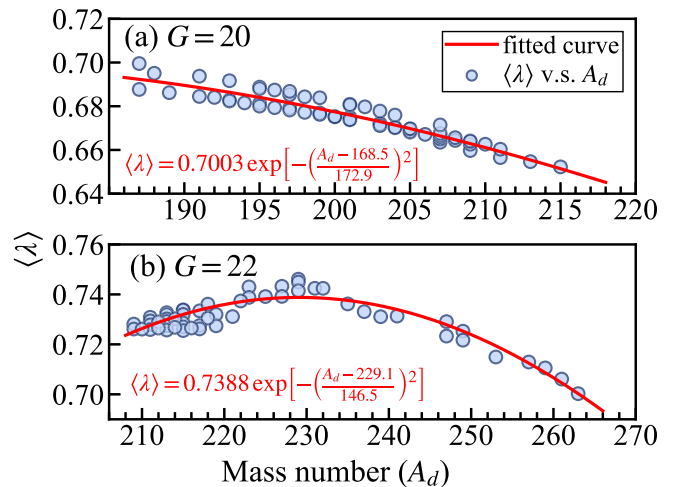 (a) G = 20
fitted curve
⟨λ⟩ v.s. A_d
⟨λ⟩ = 0.7003 exp[−((A_d − 168.5)/172.9)²]
0.72
0.70
0.68
0.66
0.64
190 195 200 205 210 215 220
⟨λ⟩
(b) G = 22
⟨λ⟩ = 0.7388 exp[−((A_d − 229.1)/146.5)²]
0.76
0.74
0.72
0.70
210 220 230 240 250 260 270
Mass number (A_d)